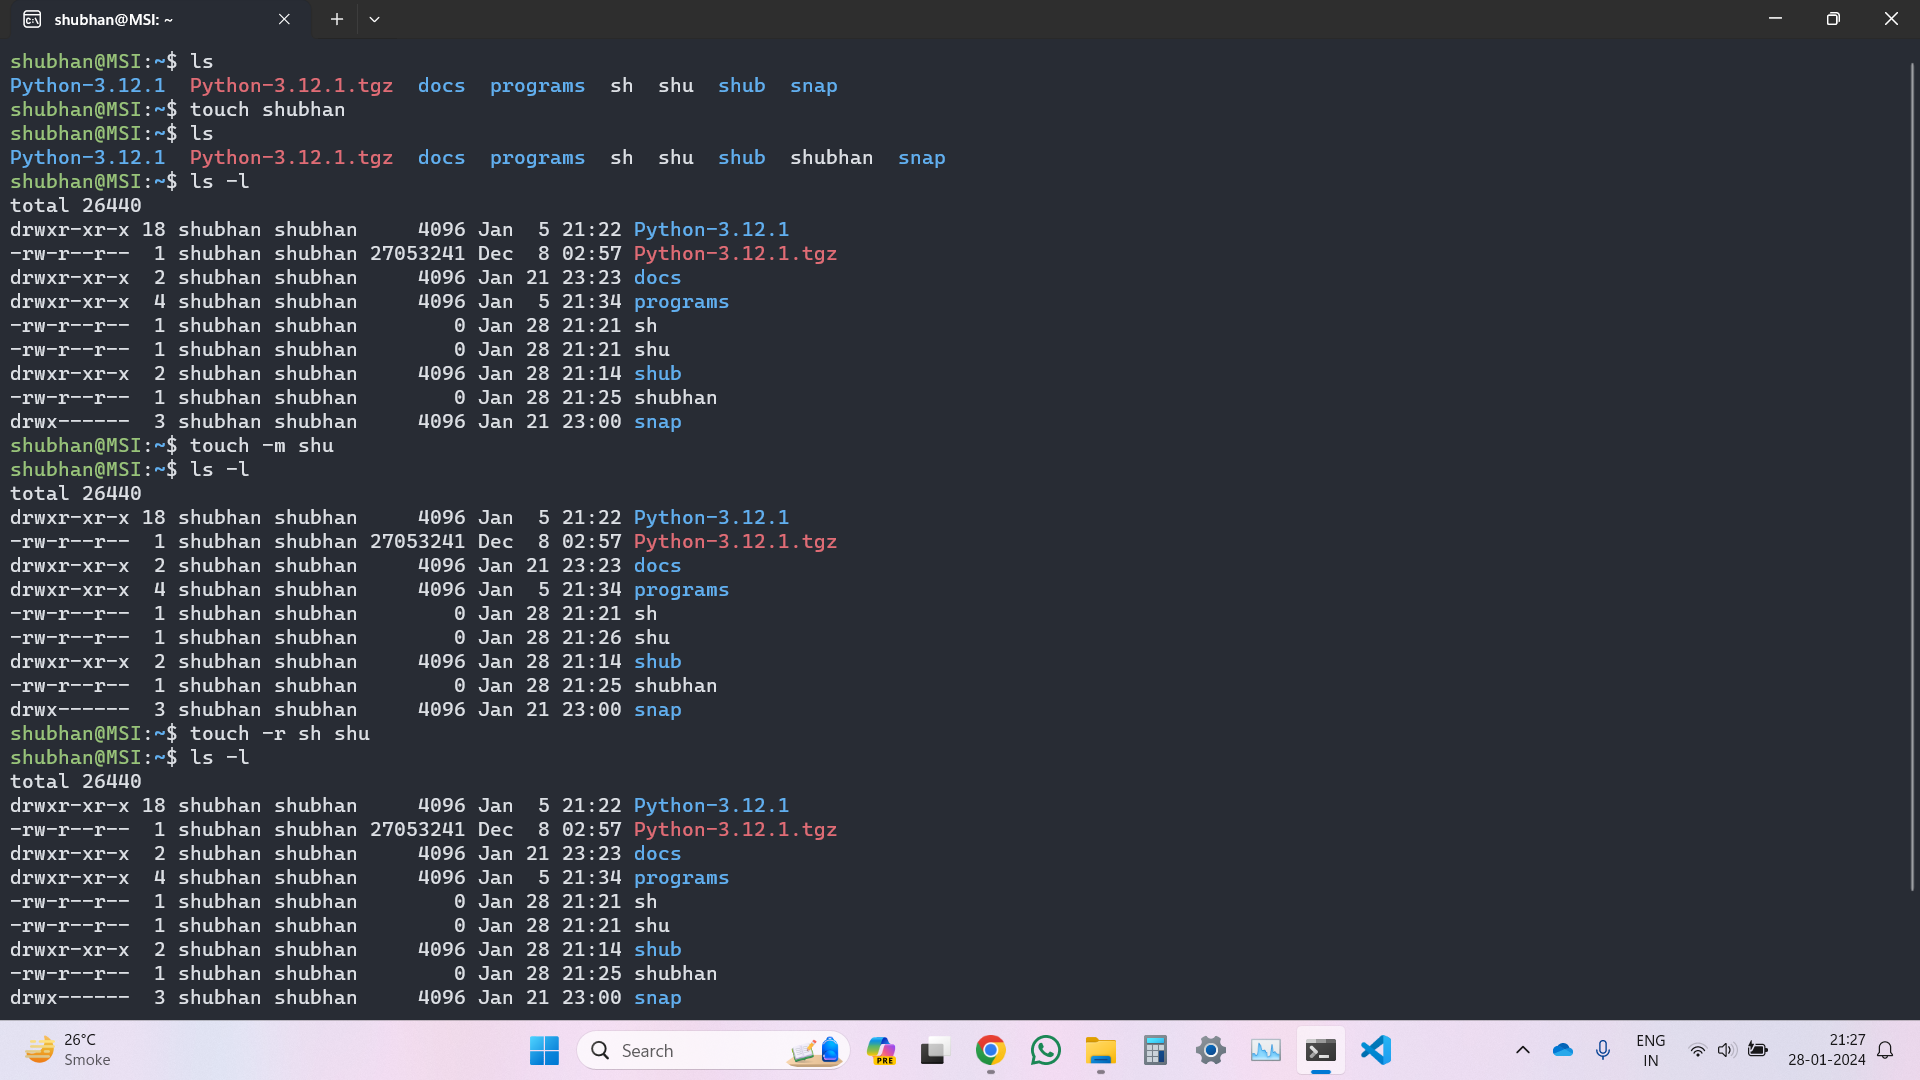 shubhan@MSI: ~
shubhan@MSI:~$ ls
Python-3.12.1  Python-3.12.1.tgz  docs  programs  sh  shu  shub  snap
shubhan@MSI:~$ touch shubhan
shubhan@MSI:~$ ls
Python-3.12.1  Python-3.12.1.tgz  docs  programs  sh  shu  shub  shubhan  snap
shubhan@MSI:~$ ls -l
total 26440
drwxr-xr-x 18 shubhan shubhan     4096 Jan  5 21:22 Python-3.12.1
-rw-r--r--  1 shubhan shubhan 27053241 Dec  8 02:57 Python-3.12.1.tgz
drwxr-xr-x  2 shubhan shubhan     4096 Jan 21 23:23 docs
drwxr-xr-x  4 shubhan shubhan     4096 Jan  5 21:34 programs
-rw-r--r--  1 shubhan shubhan        0 Jan 28 21:21 sh
-rw-r--r--  1 shubhan shubhan        0 Jan 28 21:21 shu
drwxr-xr-x  2 shubhan shubhan     4096 Jan 28 21:14 shub
-rw-r--r--  1 shubhan shubhan        0 Jan 28 21:25 shubhan
drwx------  3 shubhan shubhan     4096 Jan 21 23:00 snap
shubhan@MSI:~$ touch -m shu
shubhan@MSI:~$ ls -l
total 26440
drwxr-xr-x 18 shubhan shubhan     4096 Jan  5 21:22 Python-3.12.1
-rw-r--r--  1 shubhan shubhan 27053241 Dec  8 02:57 Python-3.12.1.tgz
drwxr-xr-x  2 shubhan shubhan     4096 Jan 21 23:23 docs
drwxr-xr-x  4 shubhan shubhan     4096 Jan  5 21:34 programs
-rw-r--r--  1 shubhan shubhan        0 Jan 28 21:21 sh
-rw-r--r--  1 shubhan shubhan        0 Jan 28 21:26 shu
drwxr-xr-x  2 shubhan shubhan     4096 Jan 28 21:14 shub
-rw-r--r--  1 shubhan shubhan        0 Jan 28 21:25 shubhan
drwx------  3 shubhan shubhan     4096 Jan 21 23:00 snap
shubhan@MSI:~$ touch -r sh shu
shubhan@MSI:~$ ls -l
total 26440
drwxr-xr-x 18 shubhan shubhan     4096 Jan  5 21:22 Python-3.12.1
-rw-r--r--  1 shubhan shubhan 27053241 Dec  8 02:57 Python-3.12.1.tgz
drwxr-xr-x  2 shubhan shubhan     4096 Jan 21 23:23 docs
drwxr-xr-x  4 shubhan shubhan     4096 Jan  5 21:34 programs
-rw-r--r--  1 shubhan shubhan        0 Jan 28 21:21 sh
-rw-r--r--  1 shubhan shubhan        0 Jan 28 21:21 shu
drwxr-xr-x  2 shubhan shubhan     4096 Jan 28 21:14 shub
-rw-r--r--  1 shubhan shubhan        0 Jan 28 21:25 shubhan
drwx------  3 shubhan shubhan     4096 Jan 21 23:00 snap
26°C
Smoke
Search
PRE
ENG
IN
21:27
28-01-2024